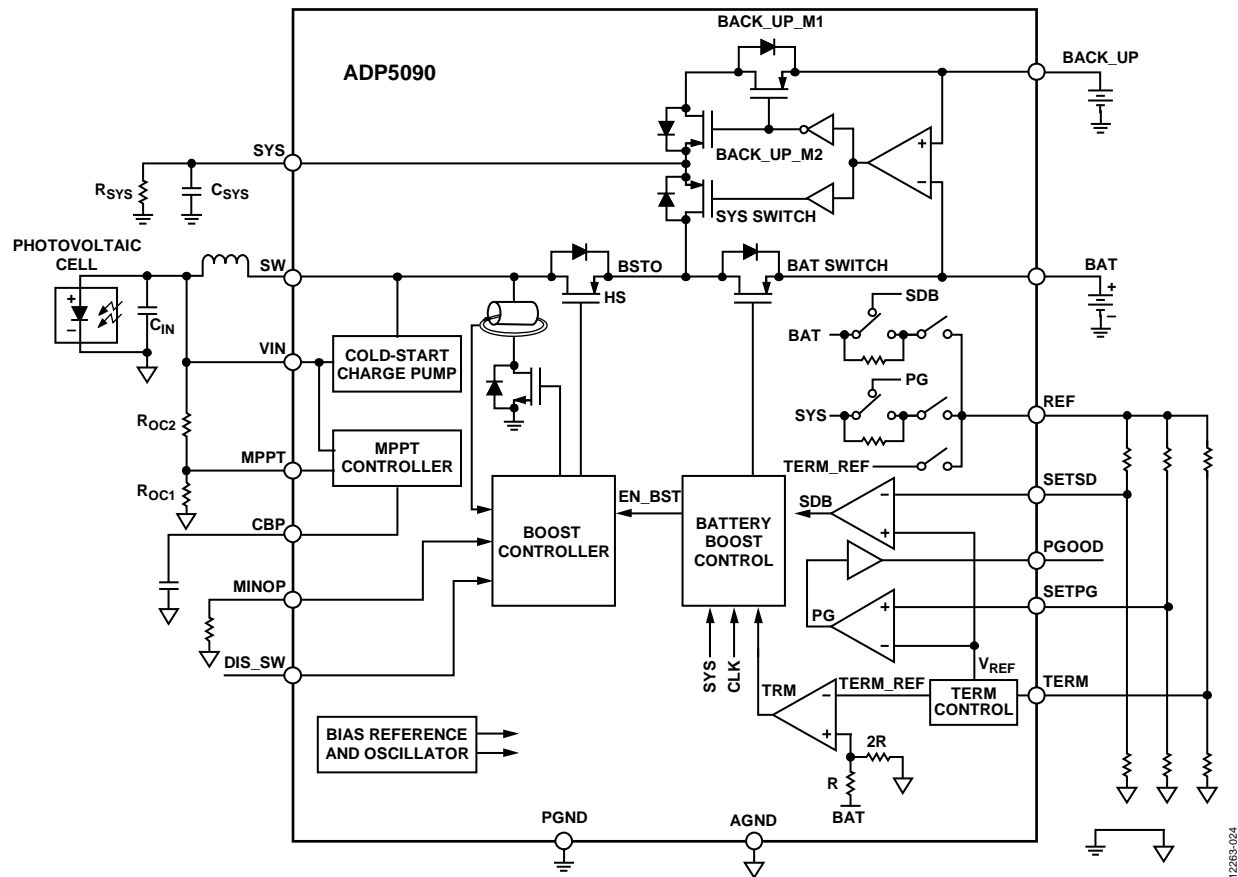 BACK_UP_M1
BACK_UP
ADP5090
BACK_UP_M2
SYS
RSYS
CSYS
SYS SWITCH
PHOTOVOLTAIC
CELL
SW
BSTO
BAT SWITCH
BAT
HS
CIN
SDB
BAT
VIN
COLD-START
CHARGE PUMP
PG
REF
SYS
ROC2
TERM_REF
MPPT
MPPT
CONTROLLER
ROC1
SETSD
EN_BST
SDB
CBP
BOOST
CONTROLLER
BATTERY
BOOST
CONTROL
PGOOD
MINOP
SETPG
PG
DIS_SW
SYS
CLK
VREF
TRM
TERM_REF
TERM
CONTROL
TERM
BIAS REFERENCE
AND OSCILLATOR
2R
R
BAT
PGND
AGND
12263-024
+
−
+
−
+
−
−
+
+
−
−
+